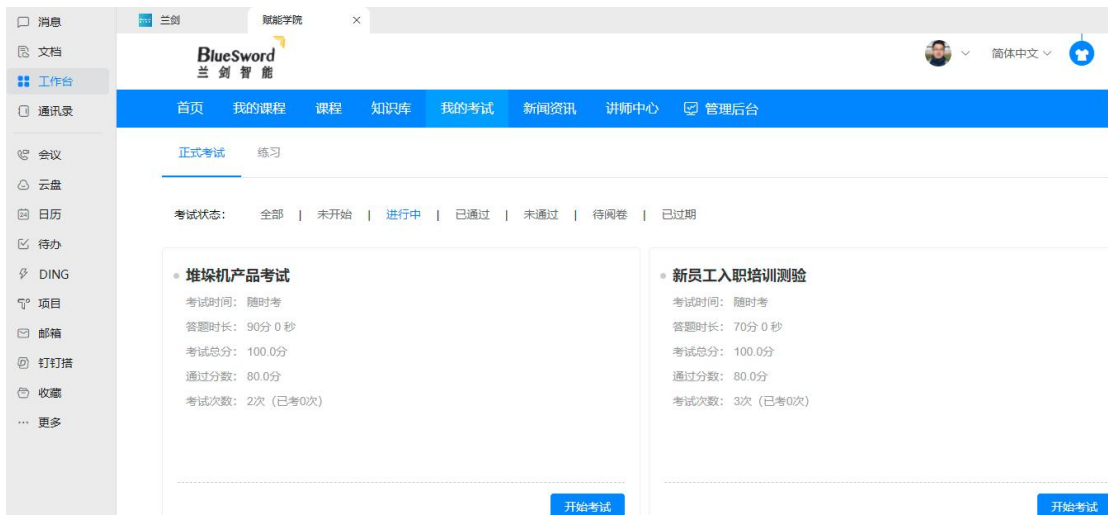 消息
文档
工作台
通讯录
会议
云盘
日历
待办
DING
项目
邮箱
钉钉搭
收藏
更多
兰剑
赋能学院
BlueSword
兰剑智能
简体中文
首页 我的课程 课程 知识库 我的考试 新闻资讯 讲师中心 管理后台
正式考试 练习
考试状态: 全部 | 未开始 | 进行中 | 已通过 | 未通过 | 待阅卷 | 已过期
堆垛机产品考试
考试时间: 随时考
答题时长: 90分 0 秒
考试总分: 100.0分
通过分数: 80.0分
考试次数: 2次 (已考0次)
开始考试
新员工入职培训测验
考试时间: 随时考
答题时长: 70分 0 秒
考试总分: 100.0分
通过分数: 80.0分
考试次数: 3次 (已考0次)
开始考试